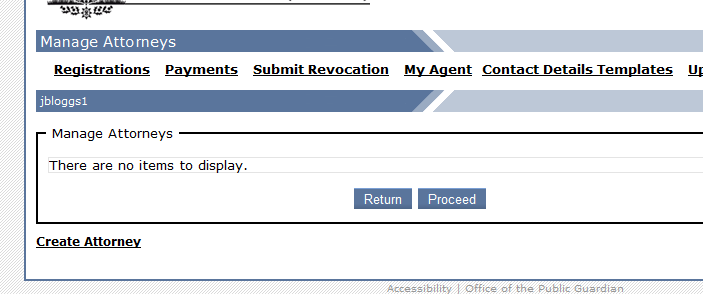 Manage Attorneys
Registrations Payments Submit Revocation My Agent Contact Details Templates
jbloggs1
Manage Attorneys
There are no items to display.
Return Proceed
Create Attorney
Accessibility | Office of the Public Guardian